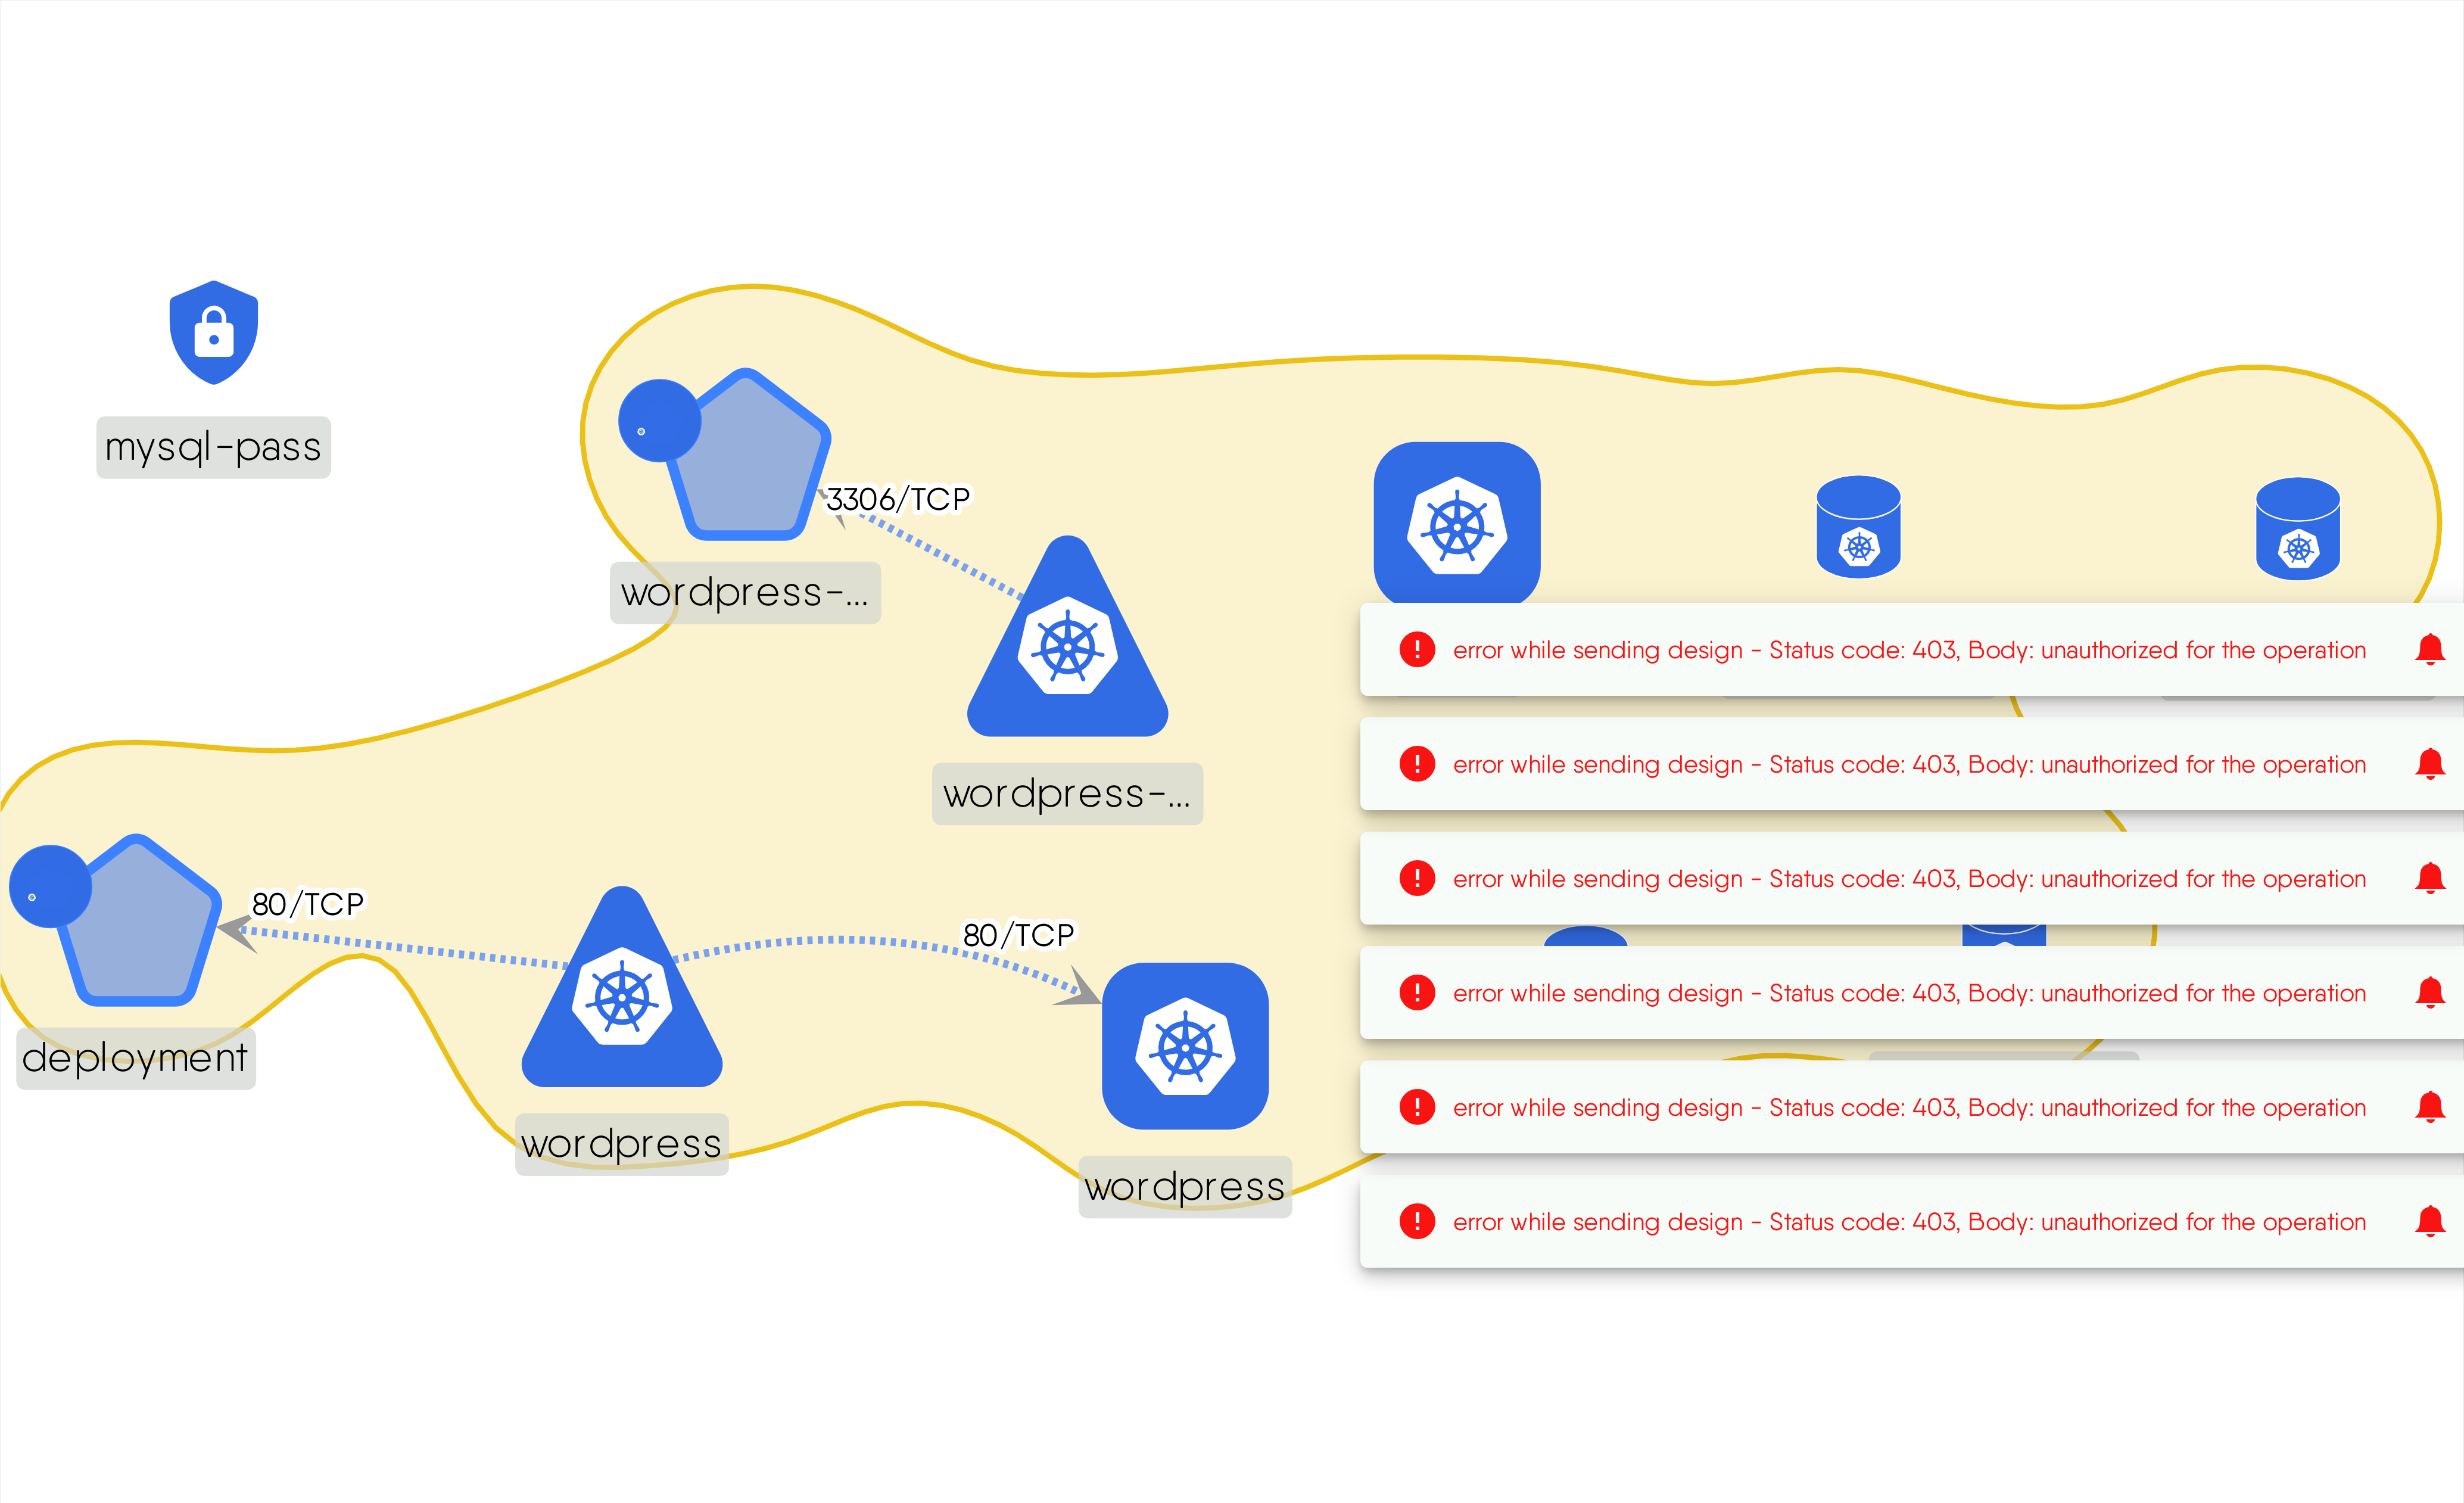 mysql-pass
3306/TCP
wordpress-...
wordpress-...
error while sending design - Status code: 403, Body: unauthorized for the operation
error while sending design - Status code: 403, Body: unauthorized for the operation
error while sending design - Status code: 403, Body: unauthorized for the operation
80/TCP
80/TCP
error while sending design - Status code: 403, Body: unauthorized for the operation
deployment
error while sending design - Status code: 403, Body: unauthorized for the operation
wordpress
wordpress
error while sending design - Status code: 403, Body: unauthorized for the operation